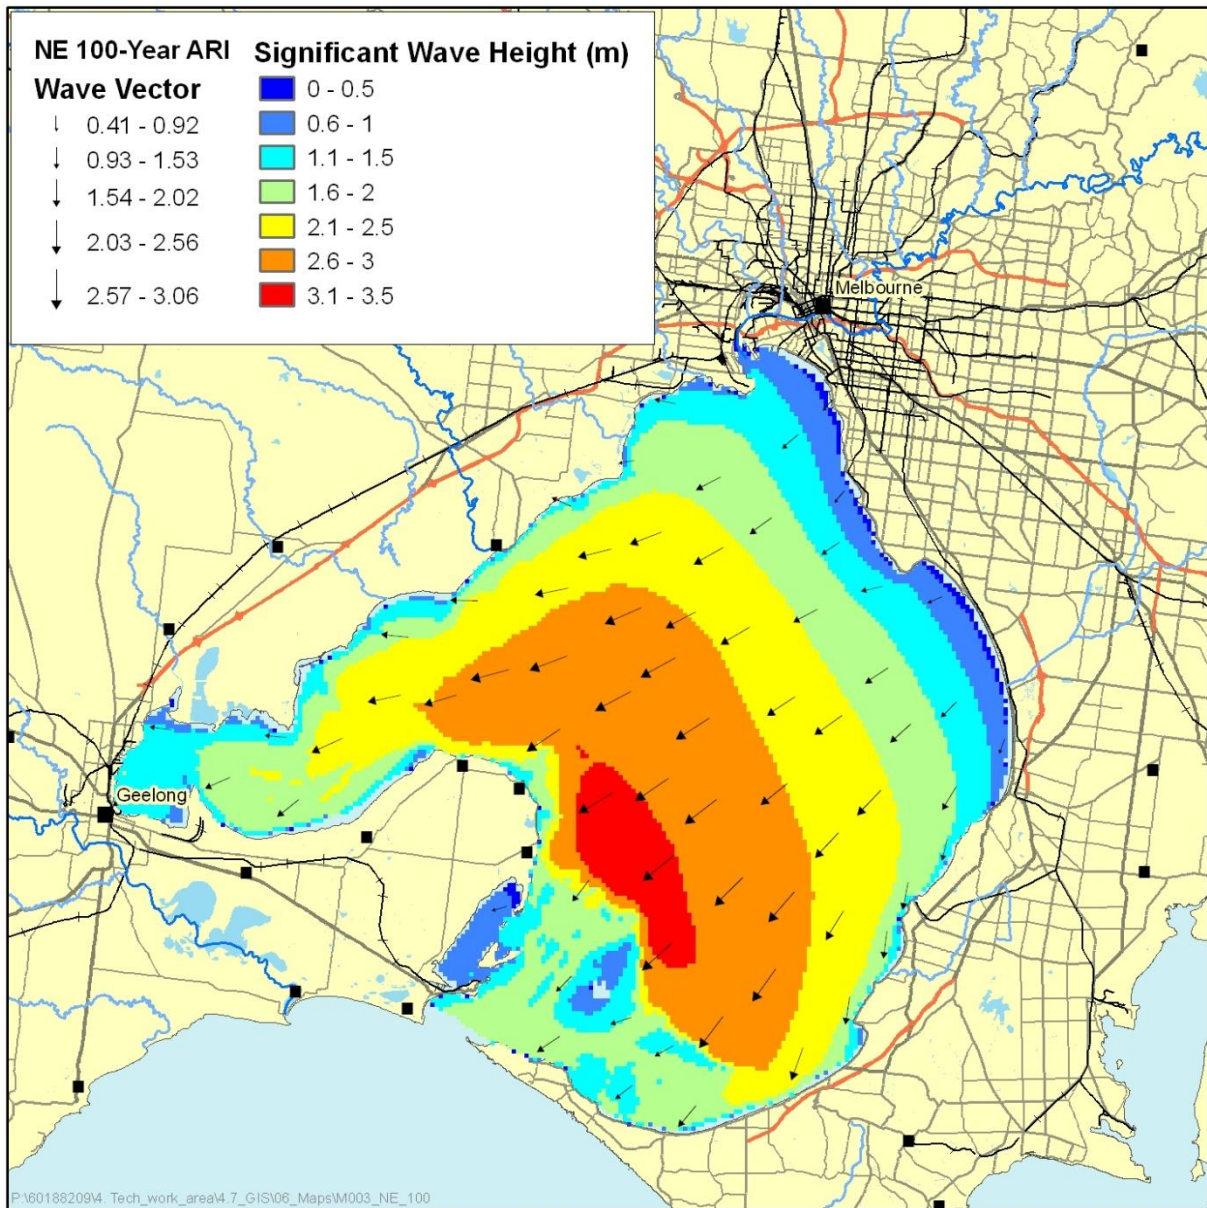 NE 100-Year ARI
Wave Vector
0.41 - 0.92
0.93 - 1.53
1.54 - 2.02
2.03 - 2.56
2.57 - 3.06
Significant Wave Height (m)
0 - 0.5
0.6 - 1
1.1 - 1.5
1.6 - 2
2.1 - 2.5
2.6 - 3
3.1 - 3.5
Melbourne
Geelong
P:\60188209\4. Tech_work_area\4.7_GIS\06_Maps\M003_NE_100